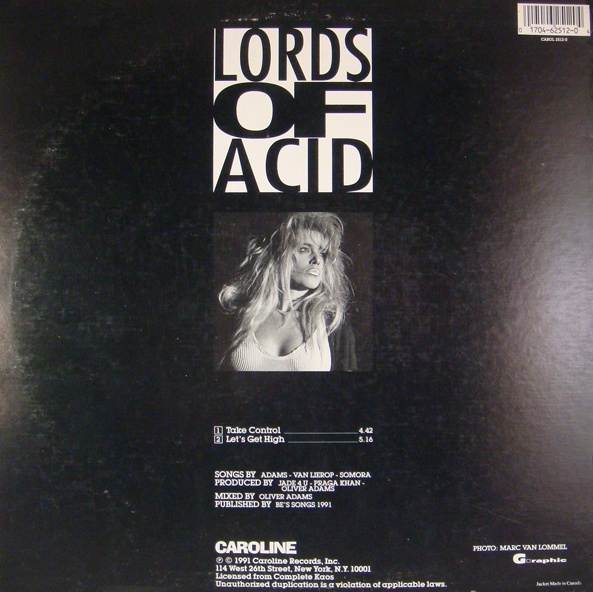 0 1704-62512-0 4
CAROL 2512-0
LORDS
OF
ACID
1 Take Control 4.42
2 Let's Get High 5.16
SONGS BY ADAMS - VAN LIEROP - SOMORA
PRODUCED BY JADE 4 U - PRAGA KHAN -
OLIVER ADAMS
MIXED BY OLIVER ADAMS
PUBLISHED BY BE'S SONGS 1991
CAROLINE
℗ © 1991 Caroline Records, Inc.
114 West 26th Street, New York, N.Y. 10001
Licensed from Complete Kaos
Unauthorized duplication is a violation of applicable laws.
PHOTO: MARC VAN LOMMEL
Graphic
Jacket Made in Canada